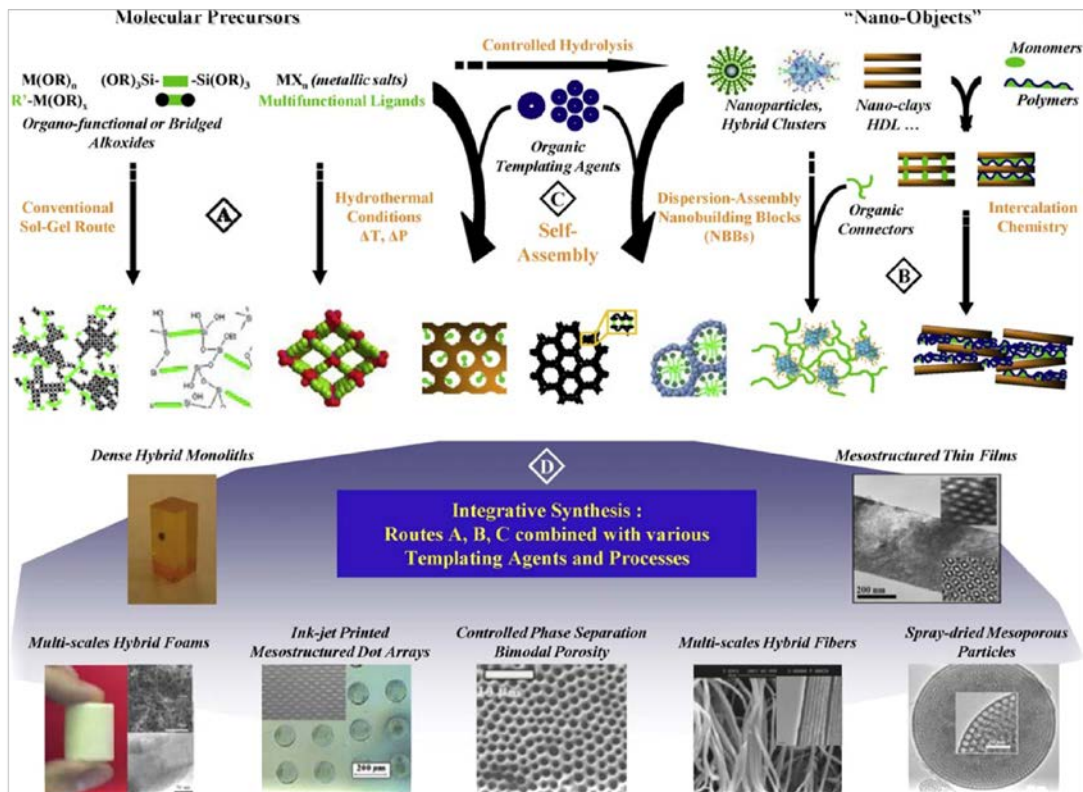 Molecular Precursors
"Nano-Objects"
Controlled Hydrolysis
M(OR)n
(OR)3Si-
-Si(OR)3
R'-M(OR)x
Organo-functional or Bridged
Alkoxides
MXn (metallic salts)
Multifunctional Ligands
Organic
Templating Agents
Nanoparticles,
Hybrid Clusters
Nano-clays
HDL ...
Monomers
Polymers
Conventional
Sol-Gel Route
A
Hydrothermal
Conditions
ΔT, ΔP
C
Self-
Assembly
Dispersion-Assembly
Nanobuilding Blocks
(NBBs)
Organic
Connectors
Intercalation
Chemistry
B
HO
OEt
HO
OH
OH
D
Dense Hybrid Monoliths
Mesostructured Thin Films
Integrative Synthesis :
Routes A, B, C combined with various
Templating Agents and Processes
200 nm
Multi-scales Hybrid Foams
Ink-jet Printed
Mesostructured Dot Arrays
Controlled Phase Separation
Bimodal Porosity
Multi-scales Hybrid Fibers
Spray-dried Mesoporous
Particles
200 µm